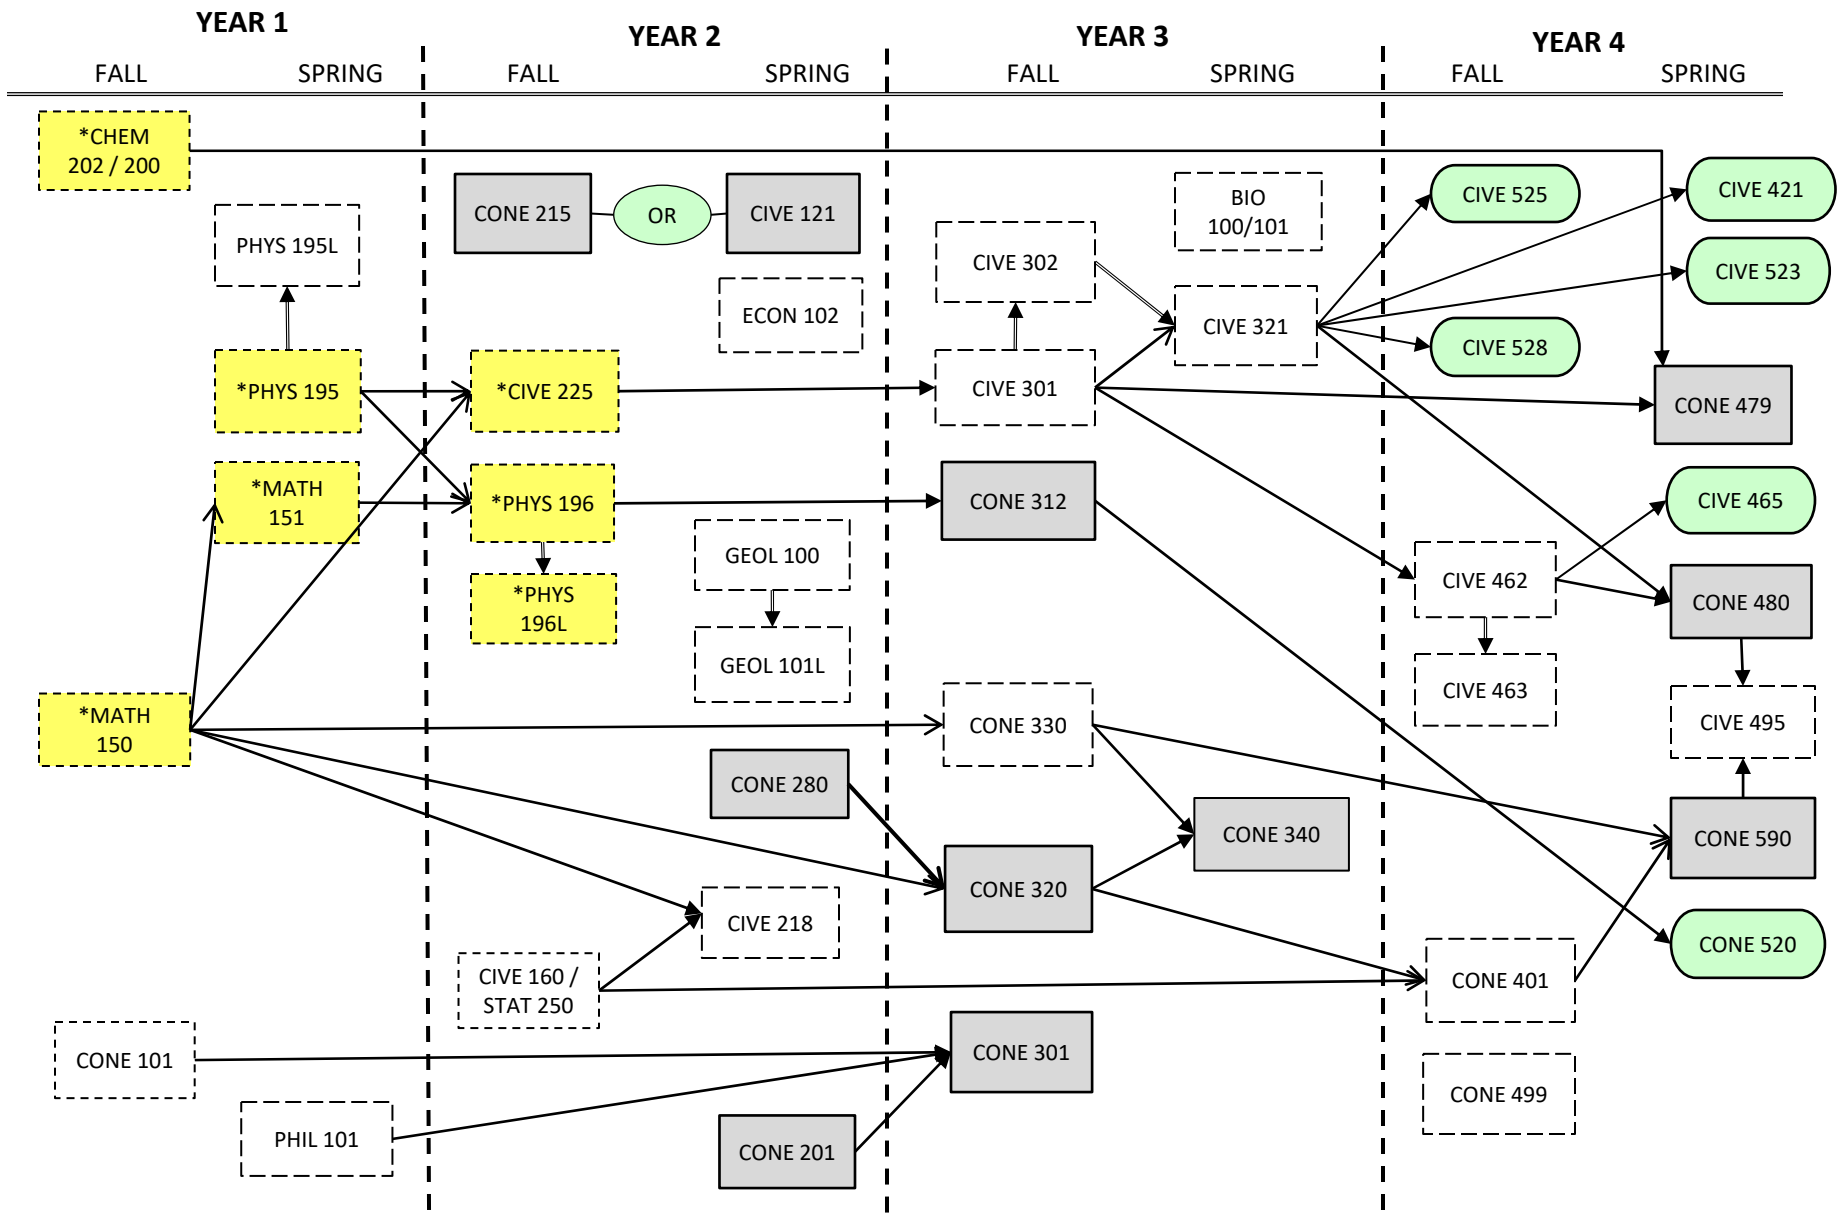 YEAR 1
YEAR 2
YEAR 3
YEAR 4
FALL
SPRING
FALL
SPRING
FALL
SPRING
FALL
SPRING
*CHEM
202 / 200
PHYS 195L
*PHYS 195
*MATH
151
*MATH
150
CONE 101
PHIL 101
CONE 215
OR
CIVE 121
ECON 102
*CIVE 225
*PHYS 196
*PHYS
196L
GEOL 100
GEOL 101L
CONE 280
CIVE 218
CIVE 160 /
STAT 250
CONE 201
CIVE 302
CIVE 301
CONE 312
CONE 330
CONE 320
CONE 301
BIO
100/101
CIVE 321
CONE 340
CIVE 525
CIVE 528
CIVE 462
CIVE 463
CONE 401
CONE 499
CIVE 421
CIVE 523
CONE 479
CIVE 465
CONE 480
CIVE 495
CONE 590
CONE 520